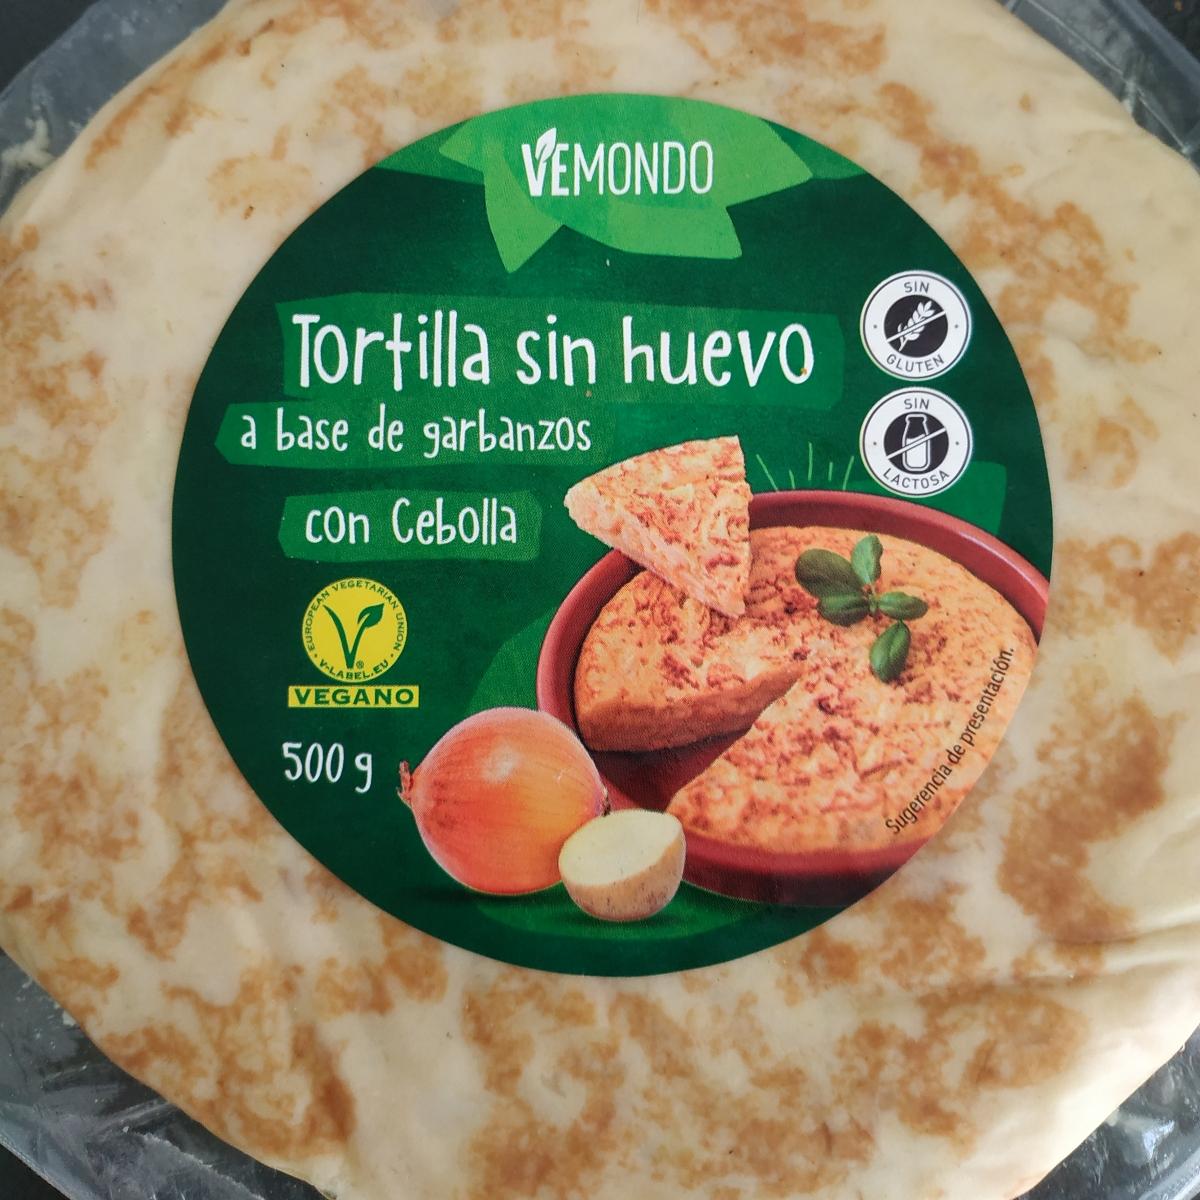 VEMONDO
Tortilla sin huevo
a base de garbanzos
con Cebolla
SIN
GLUTEN
SIN
LACTOSA
EUROPEAN VEGETARIAN UNION
V-LABEL.EU
®
VEGANO
500 g
Sugerencia de presentación.